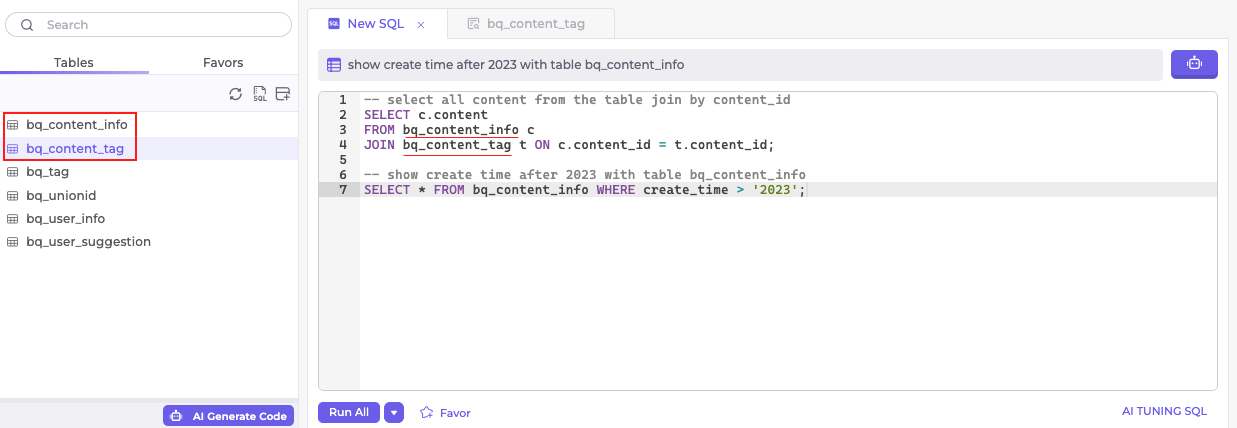 Search
Tables Favors
SQL
bq_content_info
bq_content_tag
bq_tag
bq_unionid
bq_user_info
bq_user_suggestion
AI Generate Code
SQL New SQL × bq_content_tag
show create time after 2023 with table bq_content_info
1 -- select all content from the table join by content_id
2 SELECT c.content
3 FROM bq_content_info c
4 JOIN bq_content_tag t ON c.content_id = t.content_id;
5
6 -- show create time after 2023 with table bq_content_info
7 SELECT * FROM bq_content_info WHERE create_time > '2023';
Run All Favor AI TUNING SQL